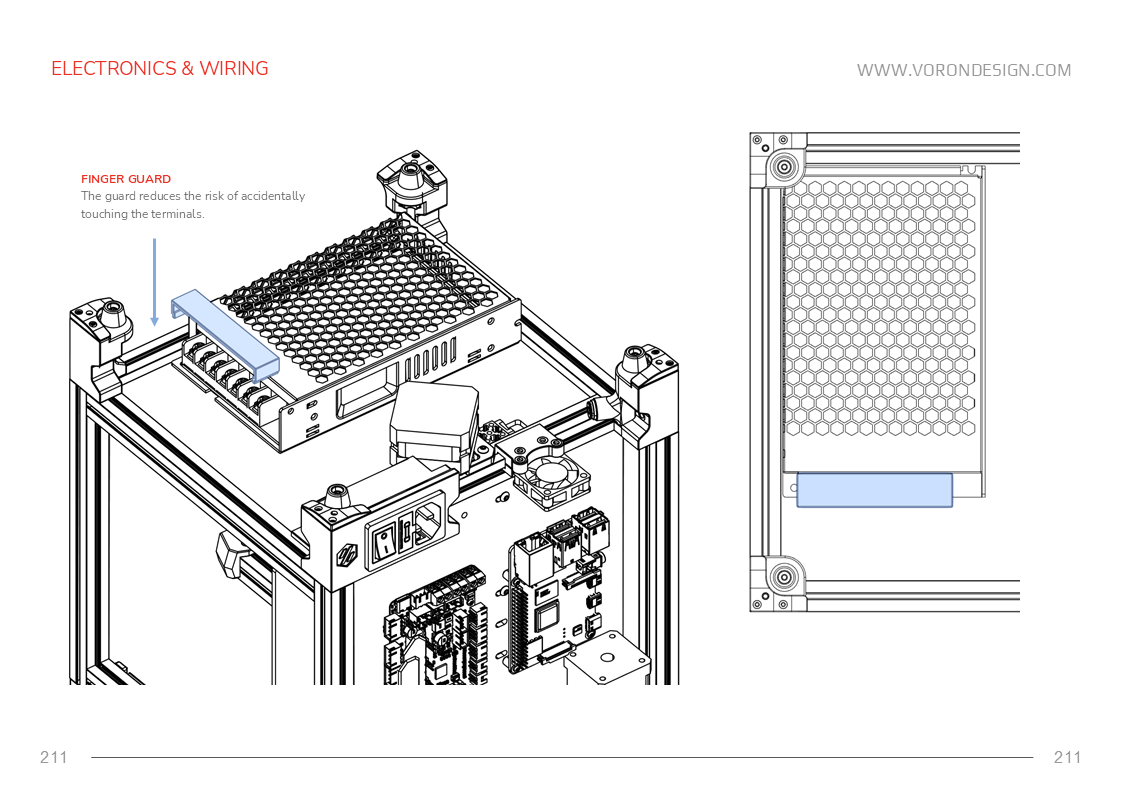 ELECTRONICS & WIRING
WWW.VORONDESIGN.COM
FINGER GUARD
The guard reduces the risk of accidentally
touching the terminals.
211
211